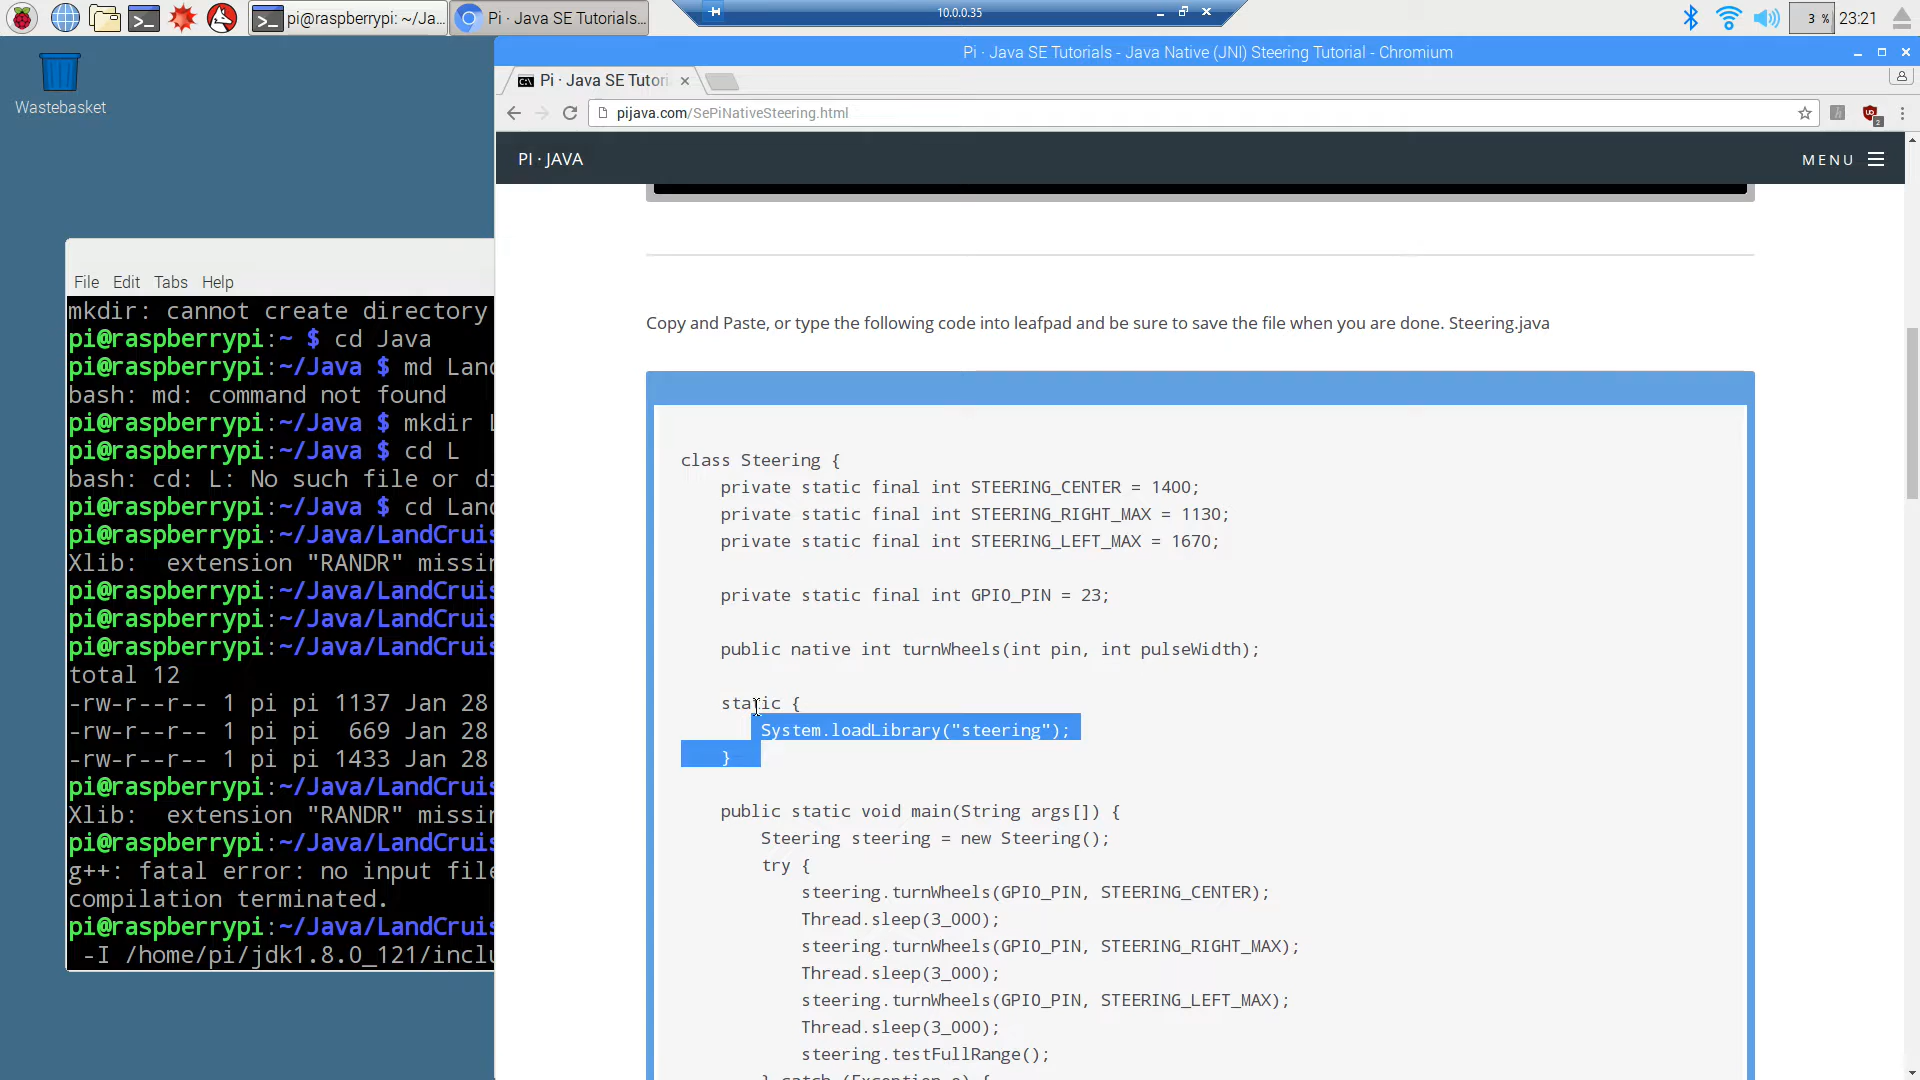 pi@raspberrypi: ~/Ja...
Pi · Java SE Tutorials...
10.0.0.35
3 %
23:21
Wastebasket
Pi · Java SE Tutorials - Java Native (JNI) Steering Tutorial - Chromium
Pi · Java SE Tutori
pijava.com/SePiNativeSteering.html
2
PI · JAVA
MENU
File Edit Tabs Help
mkdir: cannot create directory
pi@raspberrypi:~ $ cd Java
pi@raspberrypi:~/Java $ md Lan
bash: md: command not found
pi@raspberrypi:~/Java $ mkdir
pi@raspberrypi:~/Java $ cd L
bash: cd: L: No such file or d
pi@raspberrypi:~/Java $ cd Lan
pi@raspberrypi:~/Java/LandCruis
Xlib:  extension "RANDR" missin
pi@raspberrypi:~/Java/LandCruis
pi@raspberrypi:~/Java/LandCruis
pi@raspberrypi:~/Java/LandCruis
total 12
-rw-r--r-- 1 pi pi 1137 Jan 28
-rw-r--r-- 1 pi pi  669 Jan 28
-rw-r--r-- 1 pi pi 1433 Jan 28
pi@raspberrypi:~/Java/LandCruis
Xlib:  extension "RANDR" missin
pi@raspberrypi:~/Java/LandCruis
g++: fatal error: no input file
compilation terminated.
pi@raspberrypi:~/Java/LandCruis
-I /home/pi/jdk1.8.0_121/inclu
Copy and Paste, or type the following code into leafpad and be sure to save the file when you are done. Steering.java
class Steering {
private static final int STEERING_CENTER = 1400;
private static final int STEERING_RIGHT_MAX = 1130;
private static final int STEERING_LEFT_MAX = 1670;
private static final int GPIO_PIN = 23;
public native int turnWheels(int pin, int pulseWidth);
static {
System.loadLibrary("steering");
}
public static void main(String args[]) {
Steering steering = new Steering();
try {
steering.turnWheels(GPIO_PIN, STEERING_CENTER);
Thread.sleep(3_000);
steering.turnWheels(GPIO_PIN, STEERING_RIGHT_MAX);
Thread.sleep(3_000);
steering.turnWheels(GPIO_PIN, STEERING_LEFT_MAX);
Thread.sleep(3_000);
steering.testFullRange();
} catch (Exception e) {